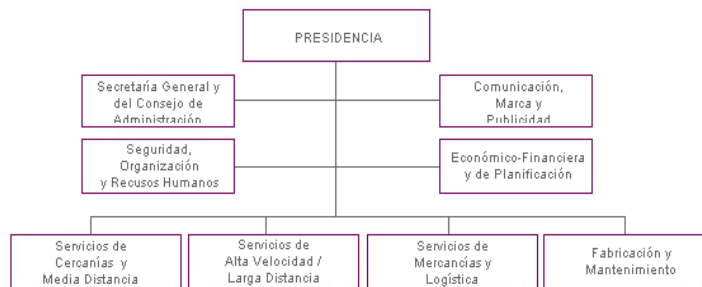 PRESIDENCIA
Secretaría General y
del Consejo de
Administración
Comunicación,
Marca y
Publicidad
Seguridad,
Organización
y Recusos Humanos
Económico-Financiera
y de Planificación
Servicios de
Cercanías y
Media Distancia
Servicios de
Alta Velocidad /
Larga Distancia
Servicios de
Mercancías y
Logística
Fabricación y
Mantenimiento